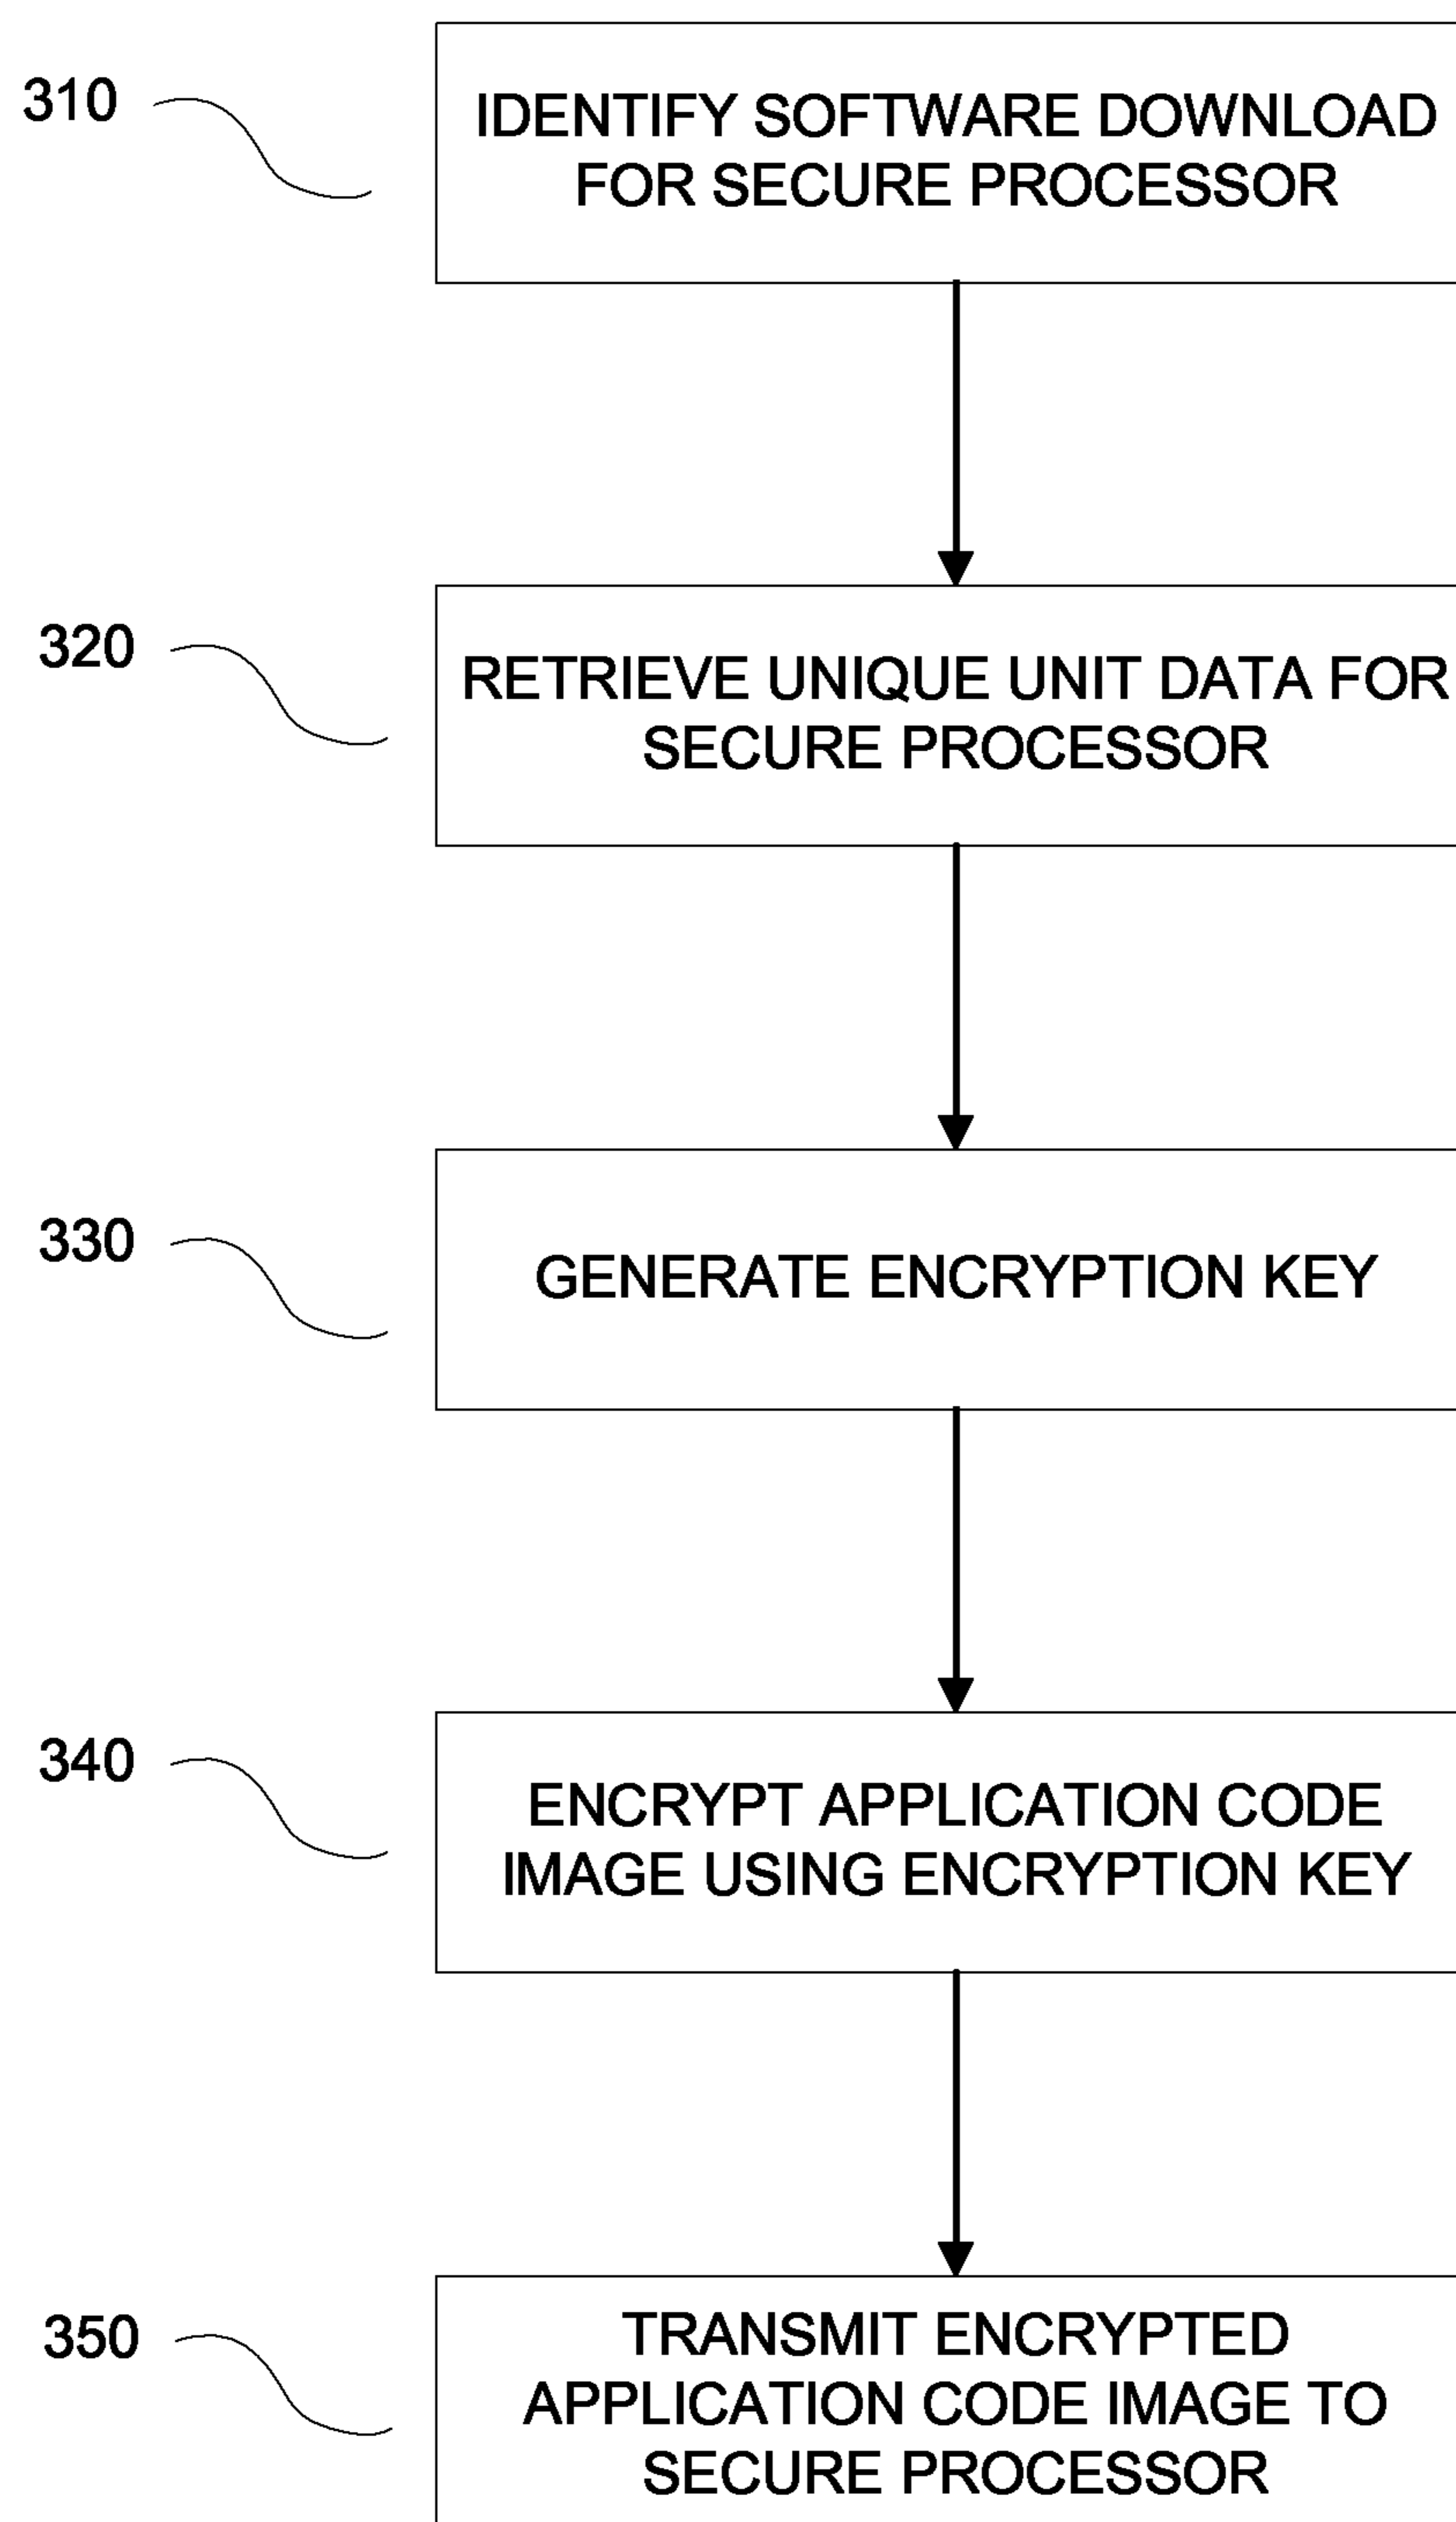 310
IDENTIFY SOFTWARE DOWNLOAD
FOR SECURE PROCESSOR
320
RETRIEVE UNIQUE UNIT DATA FOR
SECURE PROCESSOR
330
GENERATE ENCRYPTION KEY
340
ENCRYPT APPLICATION CODE
IMAGE USING ENCRYPTION KEY
350
TRANSMIT ENCRYPTED
APPLICATION CODE IMAGE TO
SECURE PROCESSOR